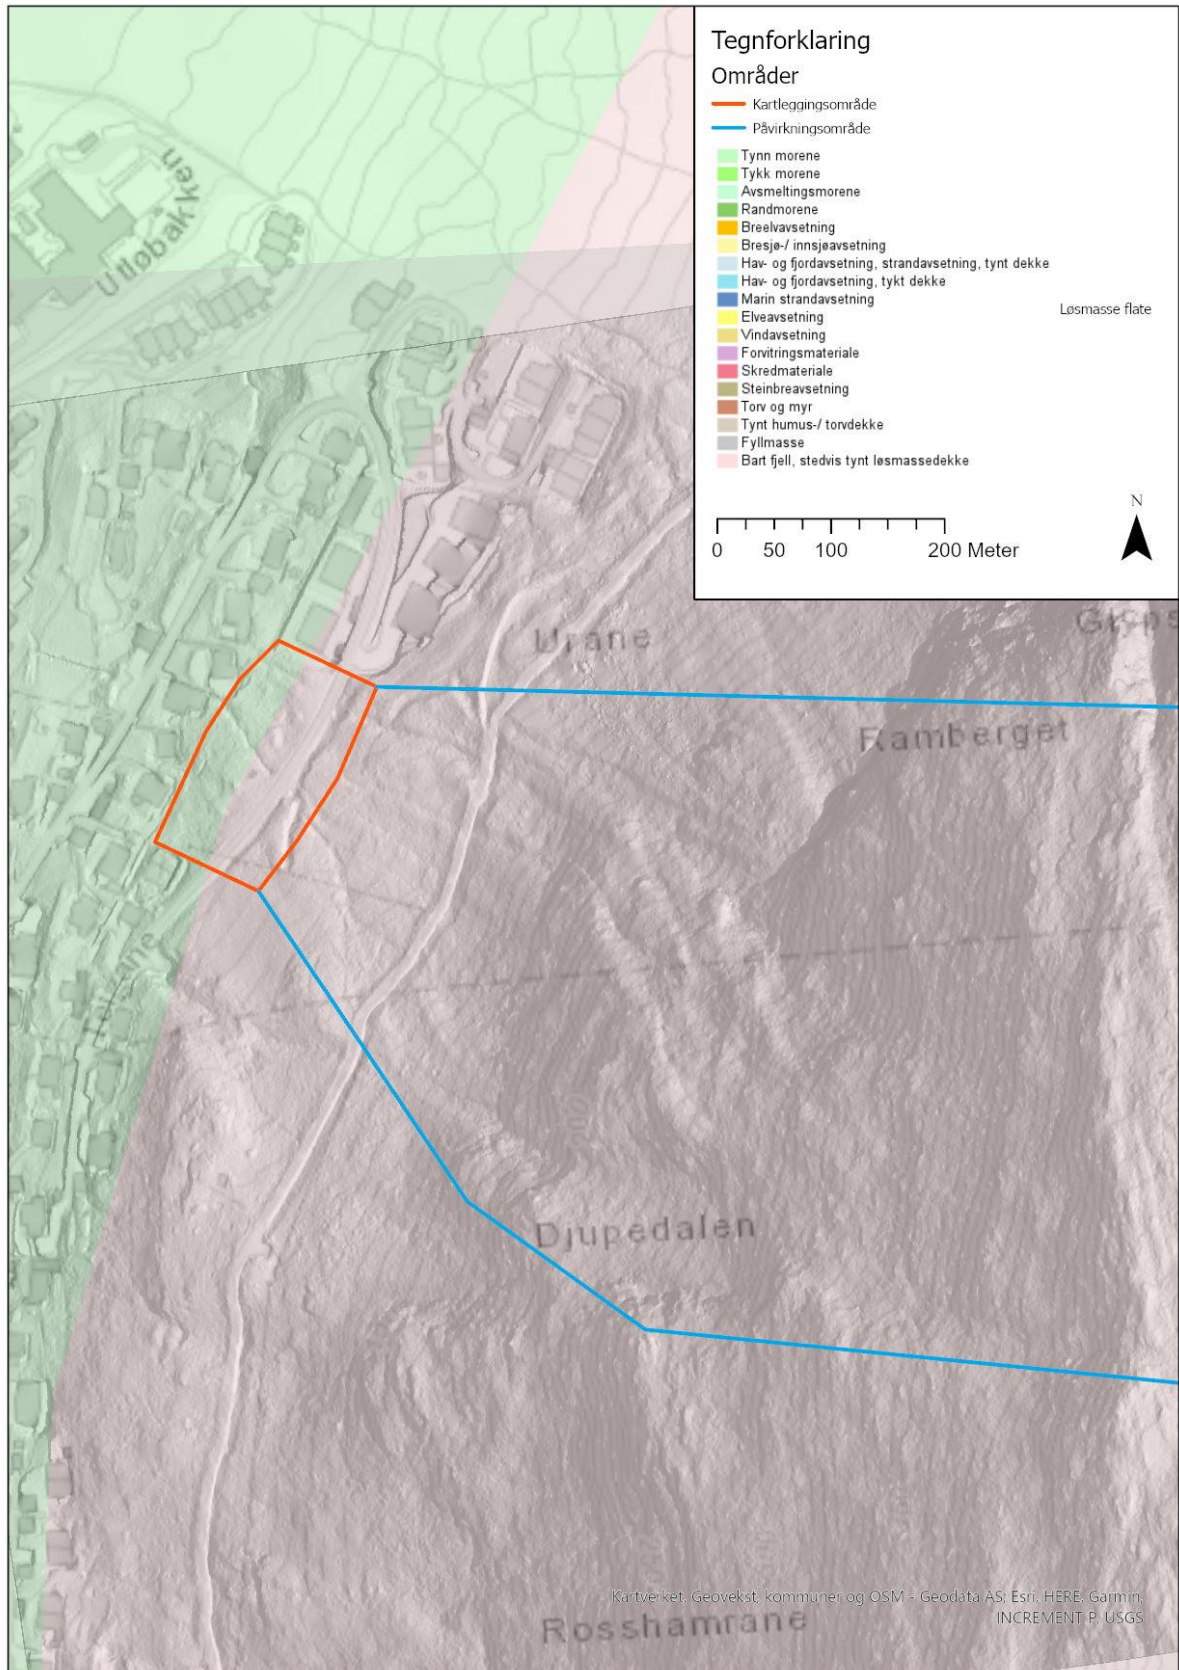 Tegnforklaring
Områder
Kartleggingsområde
Påvirkningsområde
Tynn morene
Tykk morene
Avsmeltingsmorene
Randmorene
Breelvavsetning
Bresjø-/ innsjøavsetning
Hav- og fjordavsetning, strandavsetning, tynt dekke
Hav- og fjordavsetning, tykt dekke
Marin strandavsetning
Løsmasse flate
Elveavsetning
Vindavsetning
Forvitringsmateriale
Skredmateriale
Steinbreavsetning
Torv og myr
Tynt humus-/ torvdekke
Fyllmasse
Bart fjell, stedvis tynt løsmassedekke
N
0 50 100 200 Meter
Urane
Ramberget
Djupedalen
Rosshamrane
Kartverket, Geovekst, kommuner og OSM - Geodata AS; Esri, HERE, Garmin,
INCREMENT P, USGS